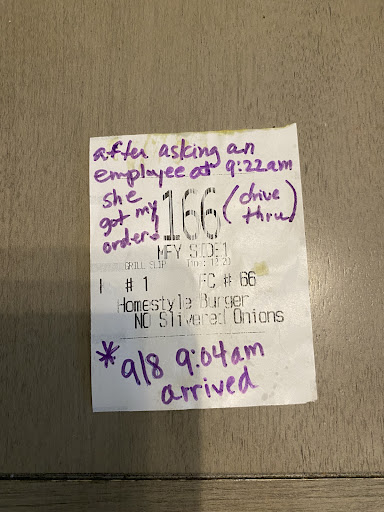 after asking an
employee at 9:22am
she
got my
order!
166
(drive
thru)
MFY SIDE1
GRILL SLIP
1 # 1 FC # 66
Homestyle Burger
NO Slivered Onions
* 9/8 9:04am
arrived